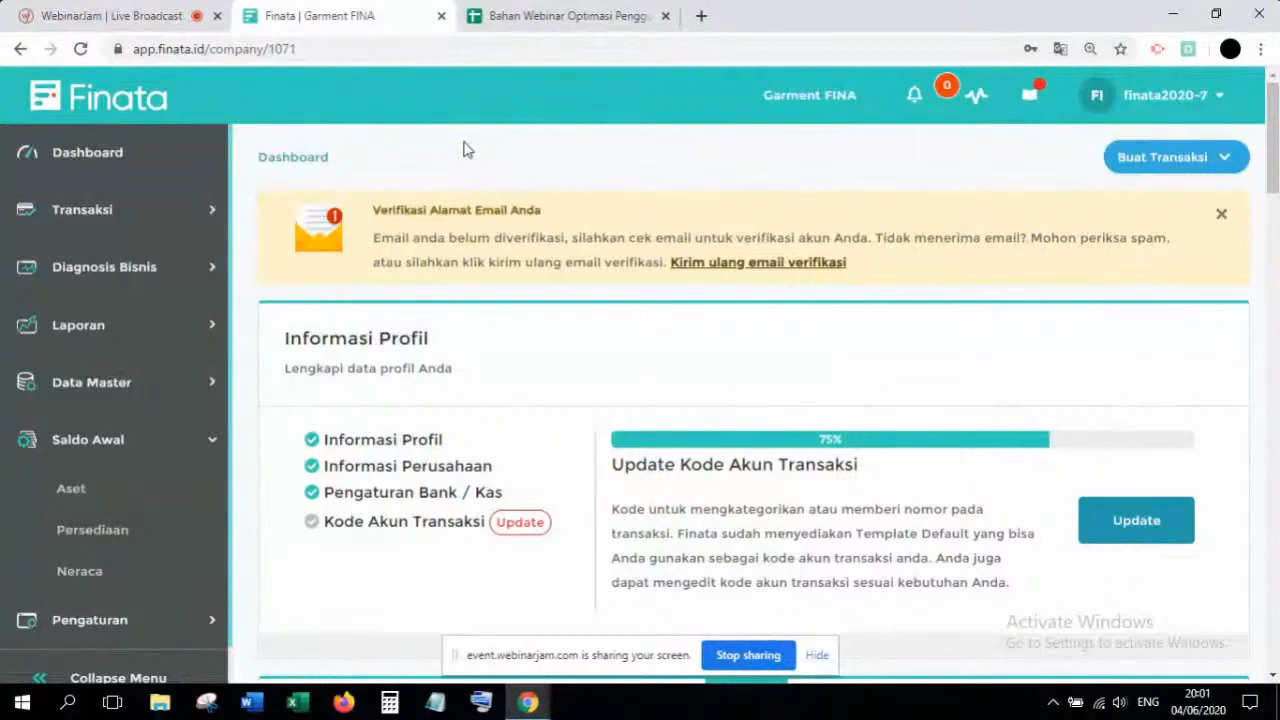 WebinarJam | Live Broadcast
Finata | Garment FINA
Bahan Webinar Optimasi Pengg
app.finata.id/company/1071
Finata
Garment FINA
0
FI
finata2020-7
Dashboard
Transaksi
Diagnosis Bisnis
Laporan
Data Master
Saldo Awal
Aset
Persediaan
Neraca
Pengaturan
Collapse Menu
Dashboard
Buat Transaksi
1
Verifikasi Alamat Email Anda
Email anda belum diverifikasi, silahkan cek email untuk verifikasi akun Anda. Tidak menerima email? Mohon periksa spam,
atau silahkan klik kirim ulang email verifikasi. Kirim ulang email verifikasi
Informasi Profil
Lengkapi data profil Anda
Informasi Profil
Informasi Perusahaan
Pengaturan Bank / Kas
Kode Akun Transaksi Update
75%
Update Kode Akun Transaksi
Kode untuk mengkategorikan atau memberi nomor pada
transaksi. Finata sudah menyediakan Template Default yang bisa
Anda gunakan sebagai kode akun transaksi anda. Anda juga
dapat mengedit kode akun transaksi sesuai kebutuhan Anda.
Update
Activate Windows
Go to Settings to activate Windows.
event.webinarjam.com is sharing your screen.
Stop sharing
Hide
ENG
20:01
04/06/2020